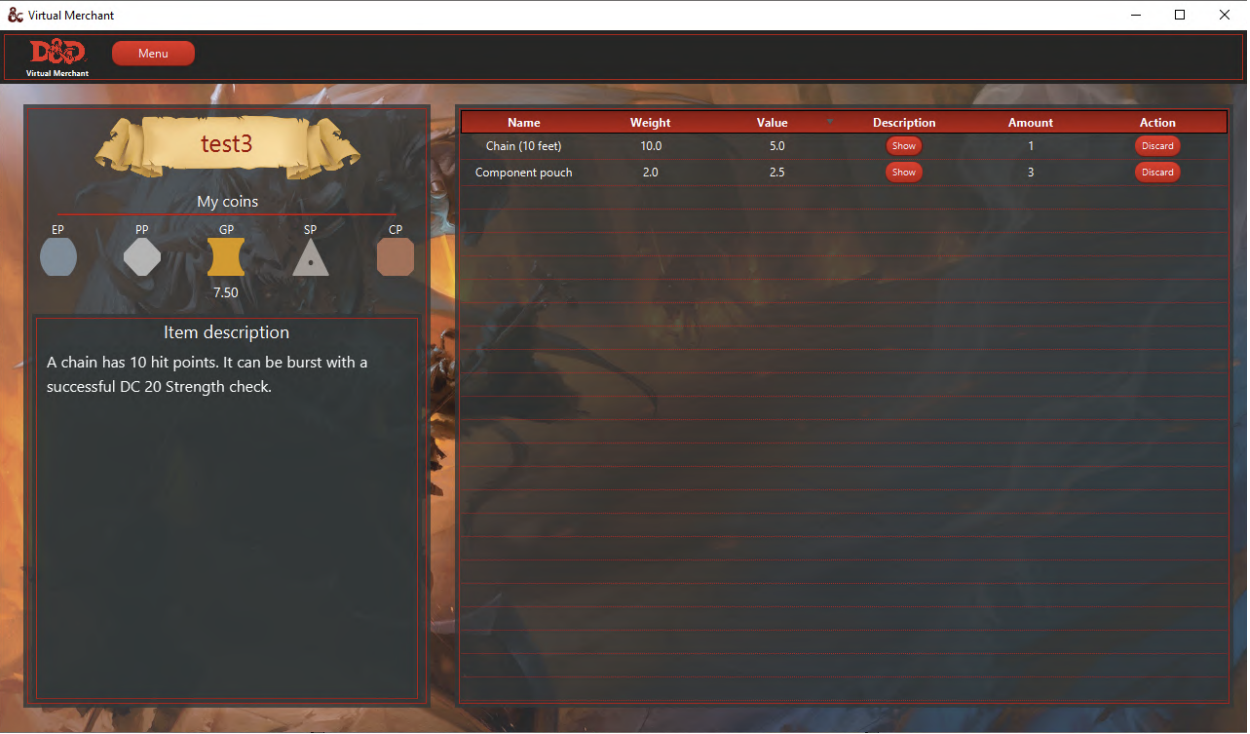 Virtual Merchant
D&D
Virtual Merchant
Menu
test3
My coins
EP PP GP SP CP
7.50
Item description
A chain has 10 hit points. It can be burst with a
successful DC 20 Strength check.
Name Weight Value Description Amount Action
Chain (10 feet) 10.0 5.0 Show 1 Discard
Component pouch 2.0 2.5 Show 3 Discard